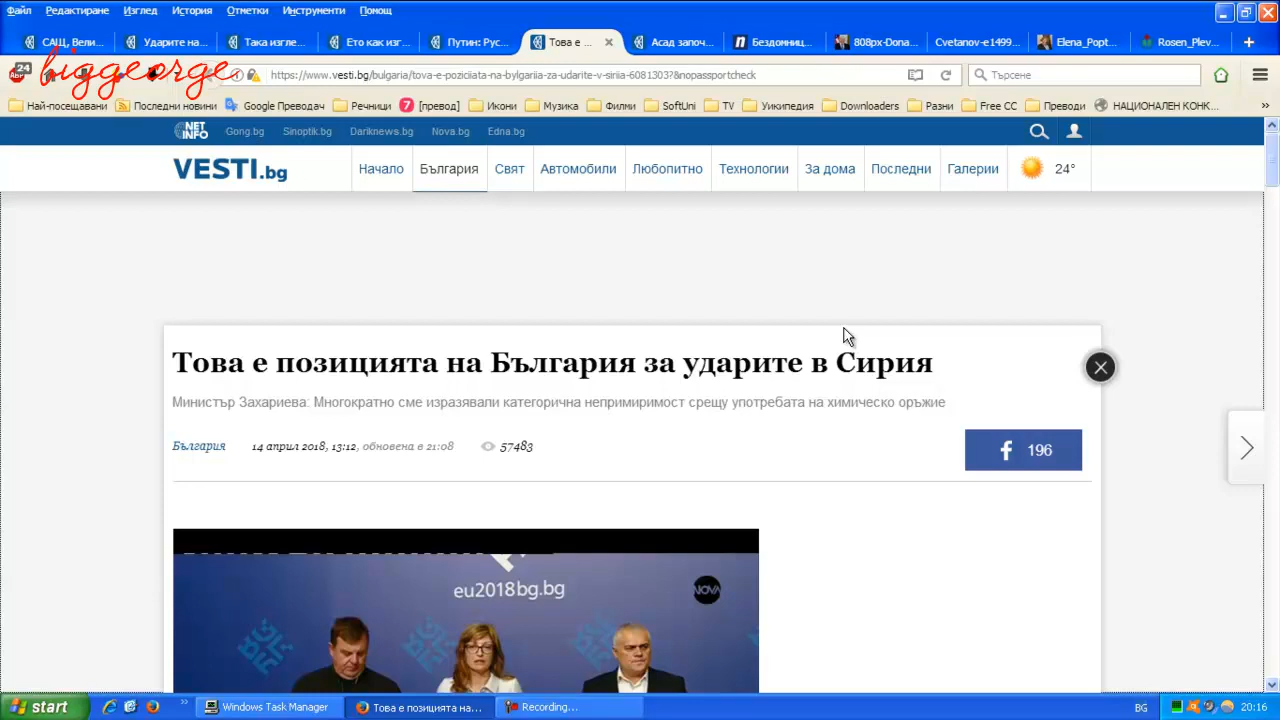 Файл Редактиране Изглед История Отметки Инструменти Помощ
САЩ, Вели... Ударите на... Така изгле... Ето как изг... Путин: Рус... Това е ... Асад започ... Бездомниц... 808px-Dona... Cvetanov-e1499... Elena_Popt... Rosen_Plev...
biggeorge
24
ABP
https://www.vesti.bg/bulgaria/tova-e-poziciiata-na-bylgariia-za-udarite-v-siriia-6081303?&nopassportcheck
Търсене
Най-посещавани Последни новини Google Преводач Речници [превод] Икони Музика Филми SoftUni TV Уикипедия Downloaders Разни Free CC Преводи НАЦИОНАЛЕН КОНК...
NET INFO Gong.bg Sinoptik.bg Dariknews.bg Nova.bg Edna.bg
VESTI.bg Начало България Свят Автомобили Любопитно Технологии За дома Последни Галерии 24°
Това е позицията на България за ударите в Сирия
Министър Захариева: Многократно сме изразявали категорична непримиримост срещу употребата на химическо оръжие
България 14 април 2018, 13:12, обновена в 21:08 57483
f 196
eu2018bg.bg
NOVA
start Windows Task Manager Това е позицията на... Recording... BG 20:16